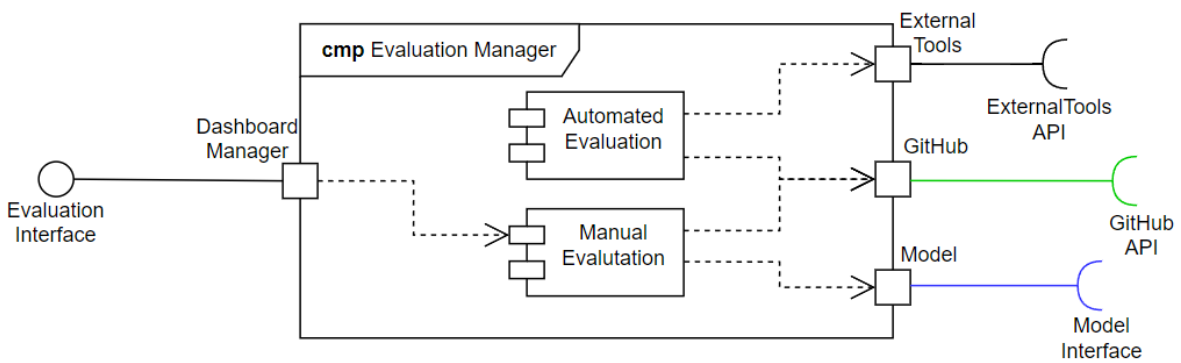 External
Tools
cmp Evaluation Manager
ExternalTools
API
Automated
Evaluation
Dashboard
Manager
GitHub
Evaluation
Interface
GitHub
API
Manual
Evalutation
Model
Model
Interface